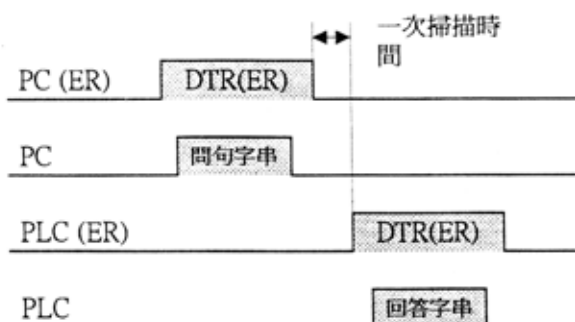 一次掃描時
間
PC (ER) DTR(ER)
PC 問句字串
PLC (ER) DTR(ER)
PLC 回答字串